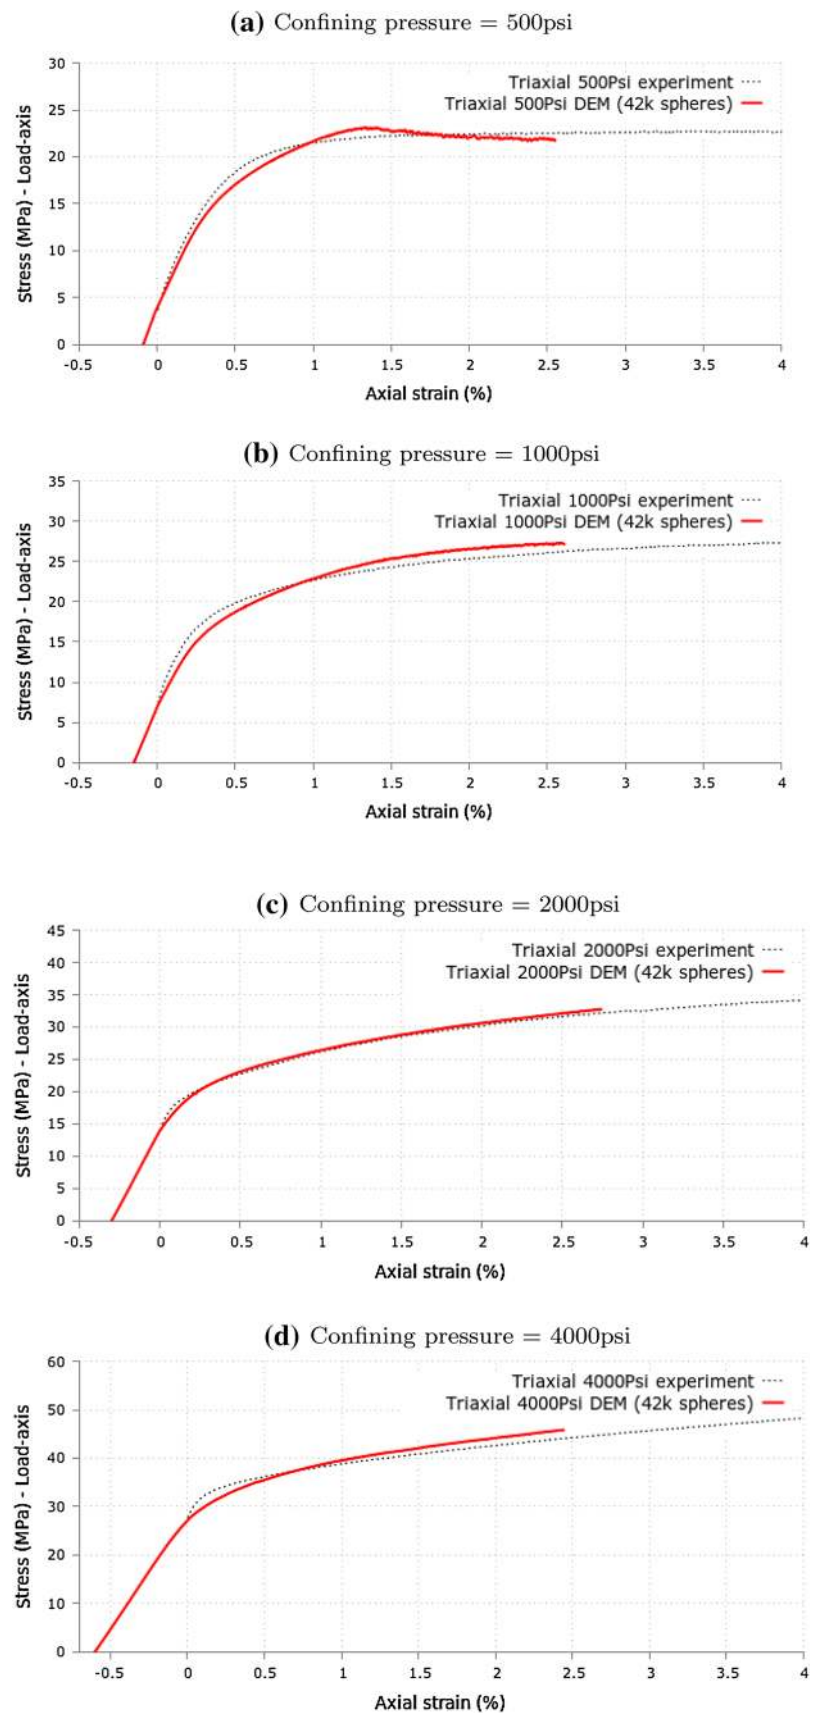 (a) Confining pressure = 500psi
Triaxial 500Psi experiment
Triaxial 500Psi DEM (42k spheres)
Stress (MPa) - Load-axis
30
25
20
15
10
5
0
-0.5 0 0.5 1 1.5 2 2.5 3 3.5 4
Axial strain (%)
(b) Confining pressure = 1000psi
Triaxial 1000Psi experiment
Triaxial 1000Psi DEM (42k spheres)
Stress (MPa) - Load-axis
35
30
25
20
15
10
5
0
-0.5 0 0.5 1 1.5 2 2.5 3 3.5 4
Axial strain (%)
(c) Confining pressure = 2000psi
Triaxial 2000Psi experiment
Triaxial 2000Psi DEM (42k spheres)
Stress (MPa) - Load-axis
45
40
35
30
25
20
15
10
5
0
-0.5 0 0.5 1 1.5 2 2.5 3 3.5 4
Axial strain (%)
(d) Confining pressure = 4000psi
Triaxial 4000Psi experiment
Triaxial 4000Psi DEM (42k spheres)
Stress (MPa) - Load-axis
60
50
40
30
20
10
0
-0.5 0 0.5 1 1.5 2 2.5 3 3.5 4
Axial strain (%)